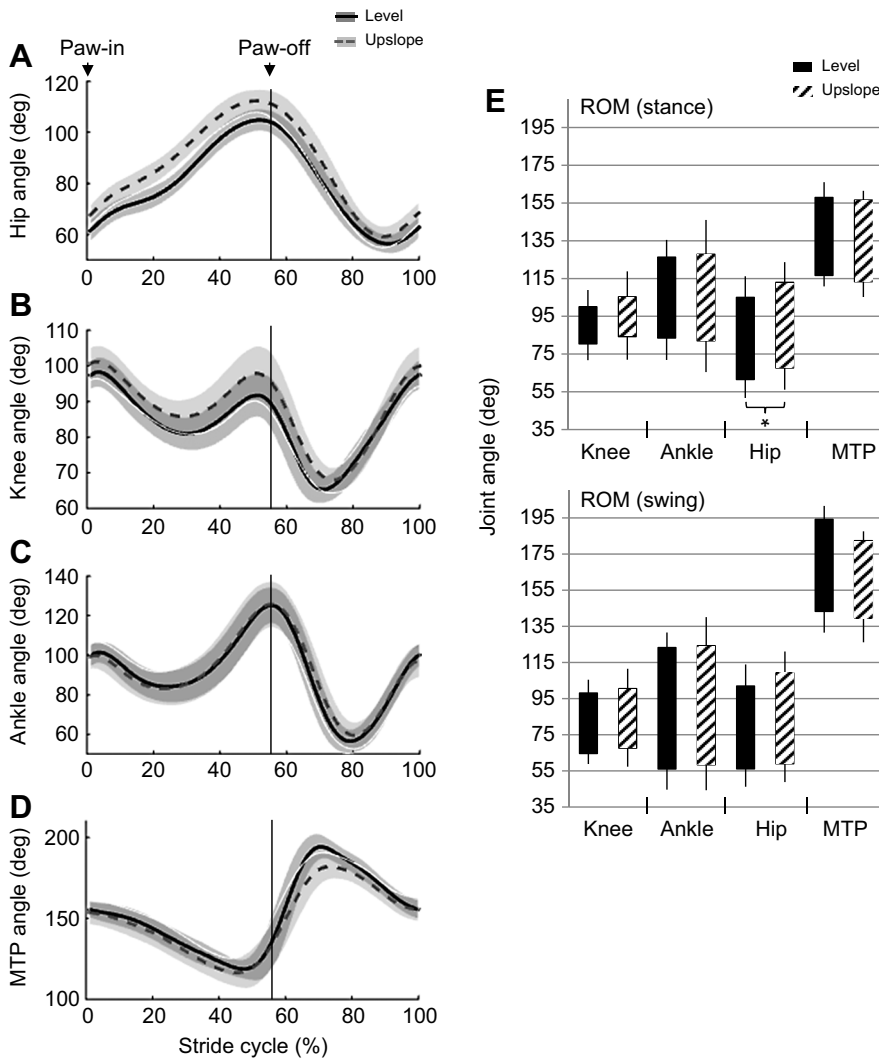 Level
Upslope
Paw-in
Paw-off
A
Hip angle (deg)
120
100
80
60
0 20 40 60 80 100
B
Knee angle (deg)
110
100
90
80
70
60
0 20 40 60 80 100
C
Ankle angle (deg)
140
120
100
80
60
0 20 40 60 80 100
D
MTP angle (deg)
200
150
100
0 20 40 60 80 100
Stride cycle (%)
E
Level
Upslope
Joint angle (deg)
ROM (stance)
195
175
155
135
115
95
75
55
35
*
Knee Ankle Hip MTP
ROM (swing)
195
175
155
135
115
95
75
55
35
Knee Ankle Hip MTP